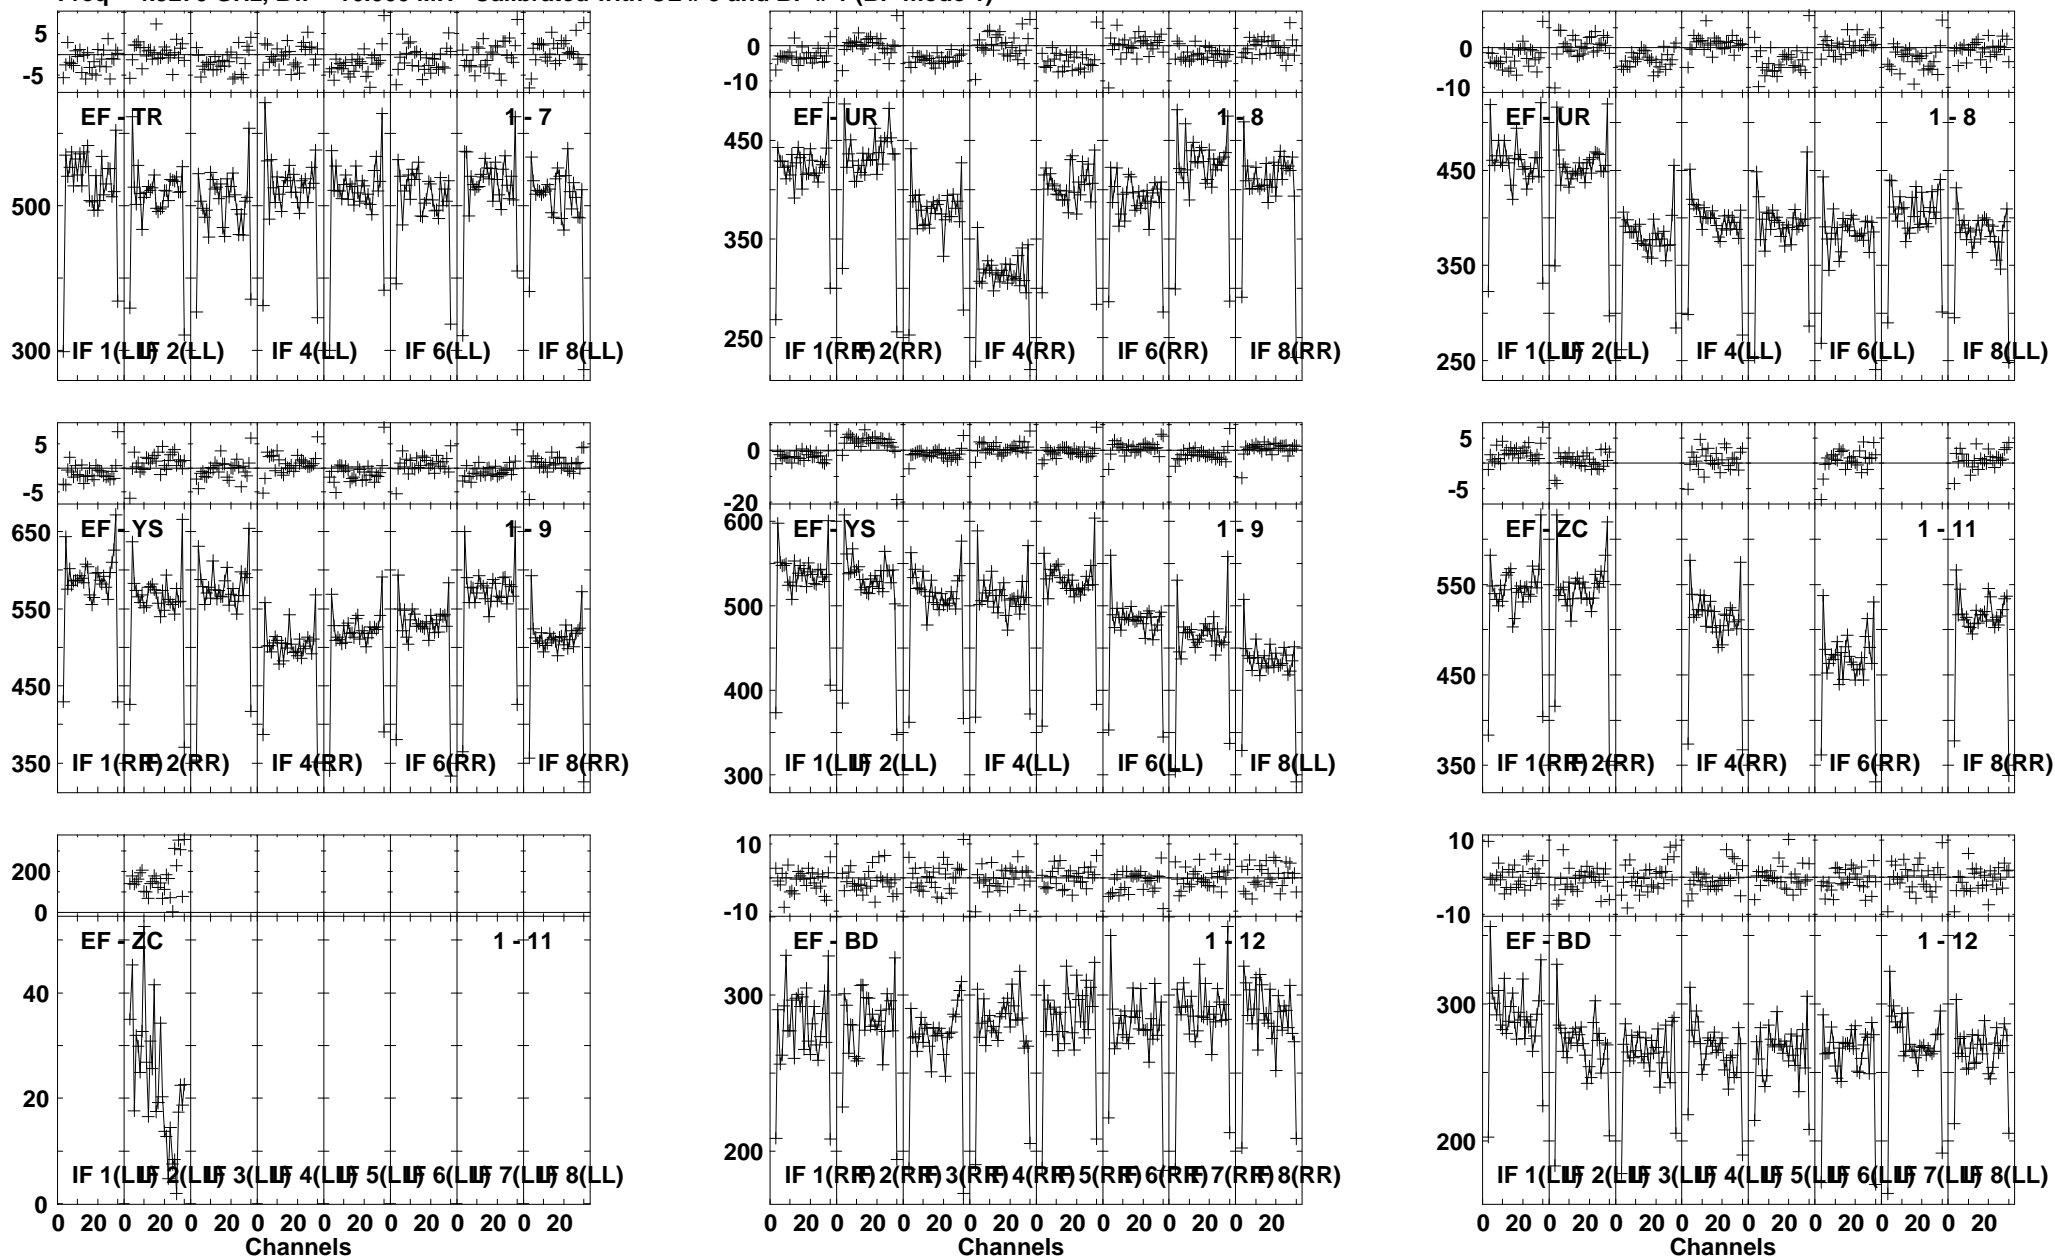 5
-5
EF - TR
1 - 7
500
300
IF 1(LL) IF 2(LL) IF 4(LL) IF 6(LL) IF 8(LL)
0
-10
EF - UR
1 - 8
450
350
250
IF 1(RR) IF 2(RR) IF 4(RR) IF 6(RR) IF 8(RR)
0
-10
EF - UR
1 - 8
450
350
250
IF 1(LL) IF 2(LL) IF 4(LL) IF 6(LL) IF 8(LL)
5
-5
EF - YS
1 - 9
650
550
450
350
IF 1(RR) IF 2(RR) IF 4(RR) IF 6(RR) IF 8(RR)
0
-20
EF - YS
1 - 9
600
500
400
300
IF 1(LL) IF 2(LL) IF 4(LL) IF 6(LL) IF 8(LL)
5
-5
EF - ZC
1 - 11
550
450
350
IF 1(RR) IF 2(RR) IF 4(RR) IF 6(RR) IF 8(RR)
200
0
EF - ZC
1 - 11
40
20
0
IF 1(LL) IF 2(LL) IF 3(LL) IF 4(LL) IF 5(LL) IF 6(LL) IF 7(LL) IF 8(LL)
0 20 0 20 0 20 0 20 0 20 0 20 0 20 0 20
Channels
10
-10
EF - BD
1 - 12
300
200
IF 1(RR) IF 2(RR) IF 3(RR) IF 4(RR) IF 5(RR) IF 6(RR) IF 7(RR) IF 8(RR)
0 20 0 20 0 20 0 20 0 20 0 20 0 20 0 20
Channels
10
-10
EF - BD
1 - 12
300
200
IF 1(LL) IF 2(LL) IF 3(LL) IF 4(LL) IF 5(LL) IF 6(LL) IF 7(LL) IF 8(LL)
0 20 0 20 0 20 0 20 0 20 0 20 0 20 0 20
Channels